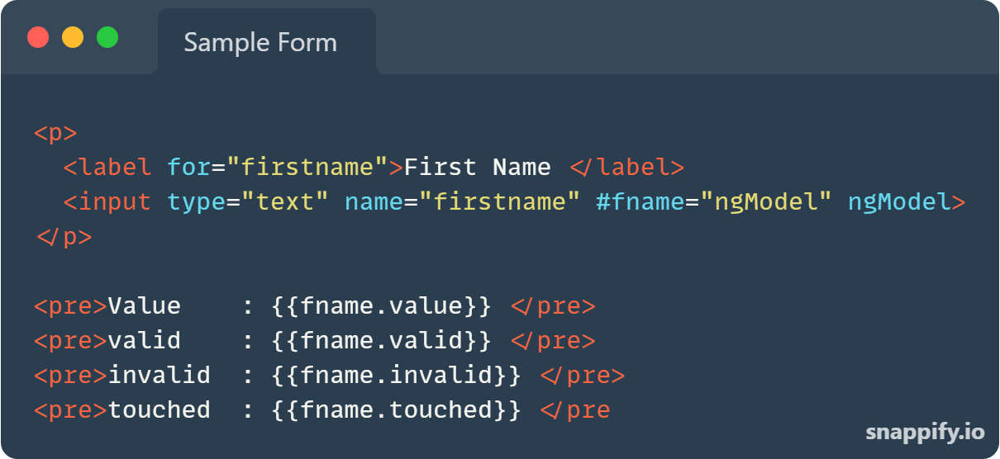 Sample Form
<p>
  <label for="firstname">First Name </label>
  <input type="text" name="firstname" #fname="ngModel" ngModel>
</p>
<pre>Value    : {{fname.value}} </pre>
<pre>valid    : {{fname.valid}} </pre>
<pre>invalid  : {{fname.invalid}} </pre>
<pre>touched  : {{fname.touched}} </pre
snappify.io